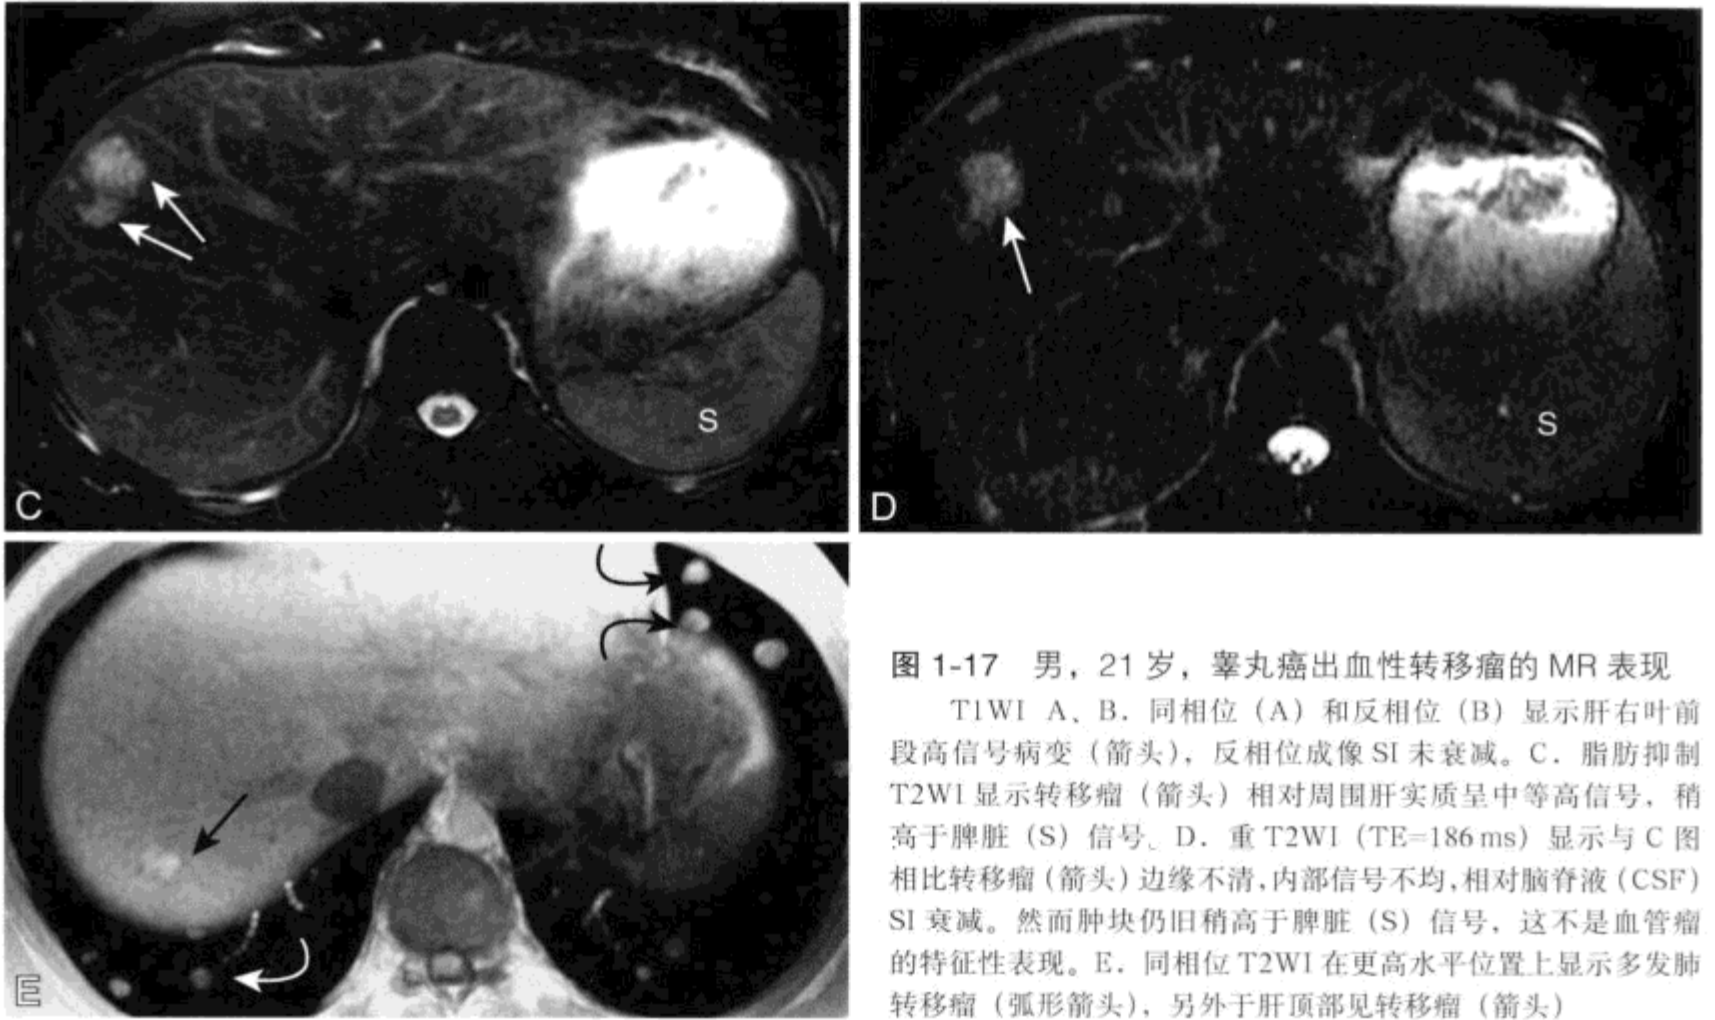 C
S
D
S
E
图 1-17 男，21 岁，睾丸癌出血性转移瘤的 MR 表现
T1WI A、B．同相位（A）和反相位（B）显示肝右叶前
段高信号病变（箭头），反相位成像 SI 未衰减。C．脂肪抑制
T2WI 显示转移瘤（箭头）相对周围肝实质呈中等高信号，稍
高于脾脏（S）信号。D．重 T2WI（TE=186 ms）显示与 C 图
相比转移瘤（箭头）边缘不清，内部信号不均，相对脑脊液（CSF）
SI 衰减。然而肿块仍旧稍高于脾脏（S）信号，这不是血管瘤
的特征性表现。E．同相位 T2WI 在更高水平位置上显示多发肺
转移瘤（弧形箭头），另外于肝顶部见转移瘤（箭头）